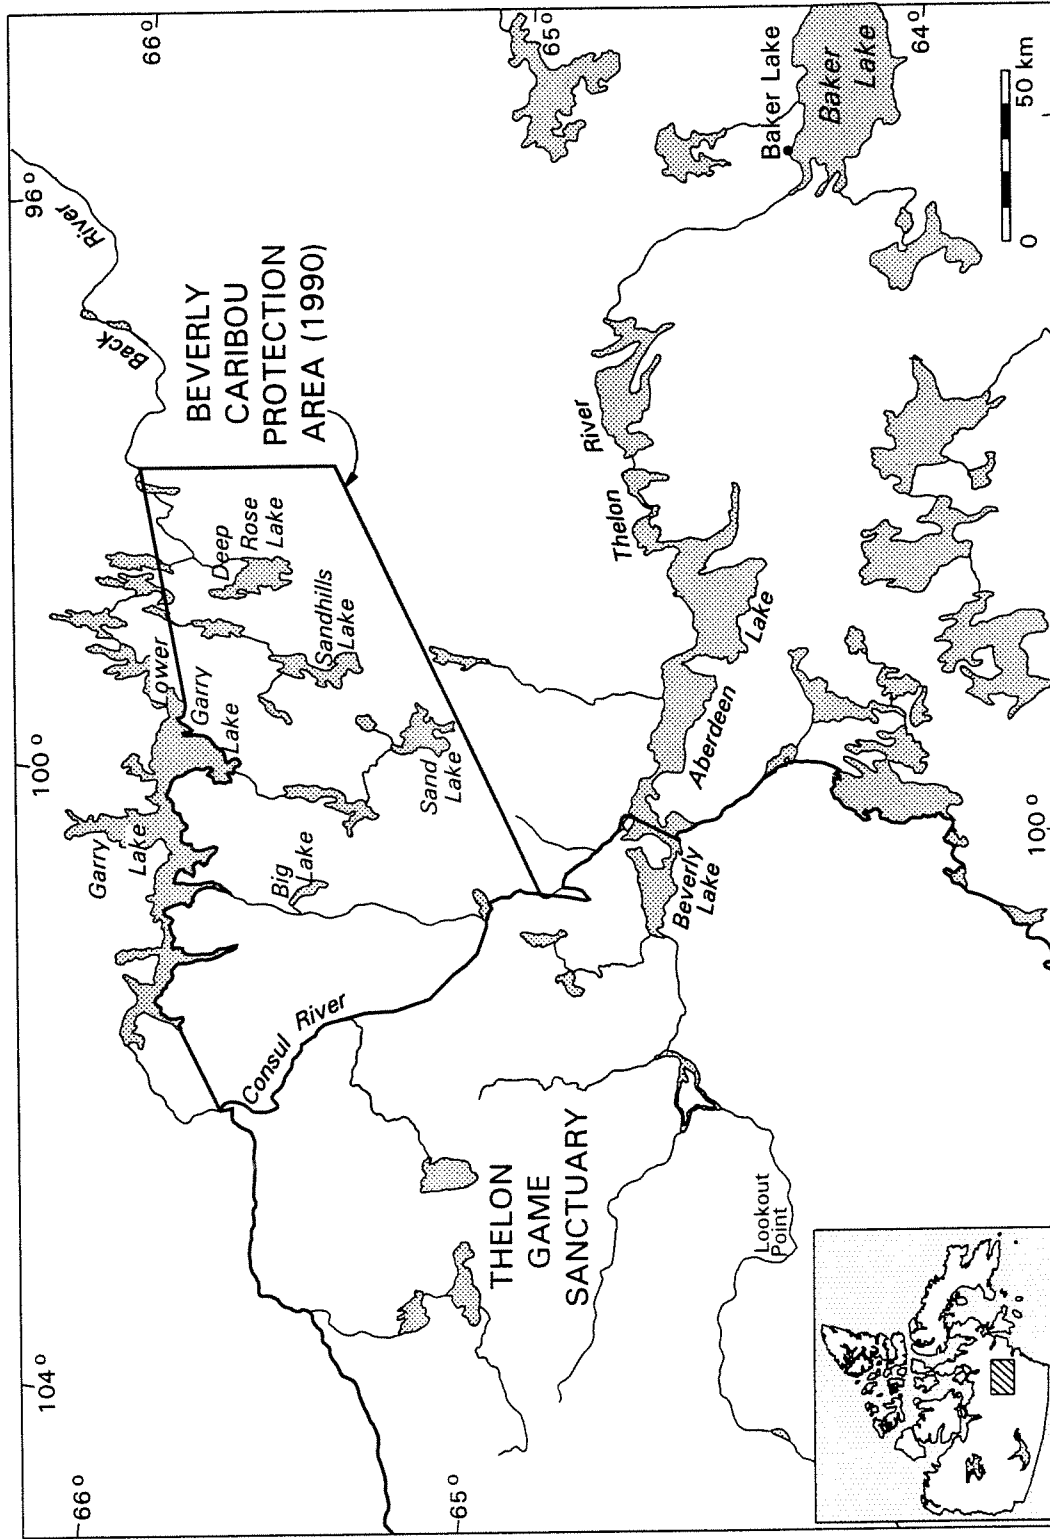 66°
65°
64°
96°
Back
River
BEVERLY
CARIBOU
PROTECTION
AREA (1990)
Baker Lake
Baker
Lake
0
50 km
Thelon
River
Deep
Rose
Lake
Sandhills
Lake
Lower
Garry
Lake
100°
Garry
Lake
Sand
Lake
Big
Lake
Aberdeen
Lake
Beverly
Lake
100°
Consul River
THELON
GAME
SANCTUARY
Lookout
Point
104°
66°
65°